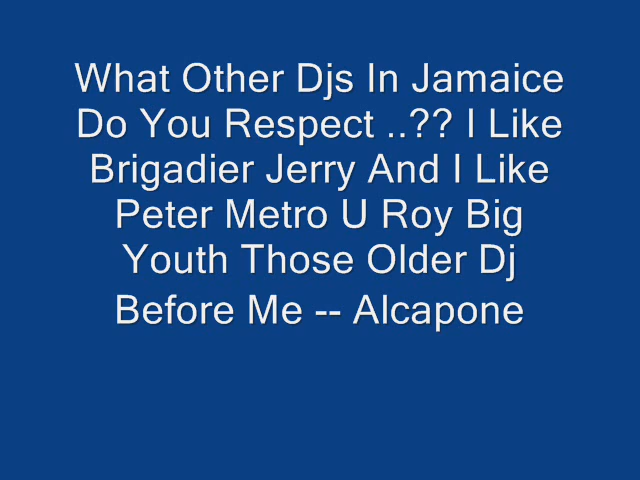 What Other Djs In Jamaice
Do You Respect ..?? I Like
Brigadier Jerry And I Like
Peter Metro U Roy Big
Youth Those Older Dj
Before Me -- Alcapone